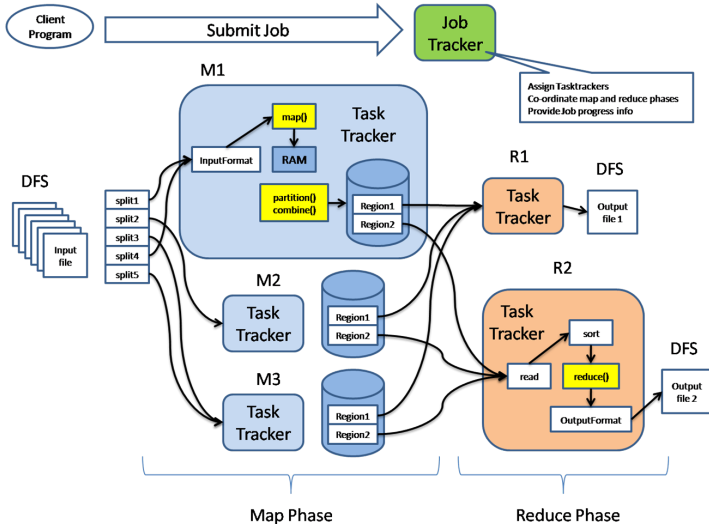 Client
Program
Submit Job
Job
Tracker
Assign Tasktrackers
Co-ordinate map and reduce phases
Provide Job progress info
M1
map()
Task
Tracker
InputFormat
RAM
partition()
combine()
Region1
Region2
DFS
Input
file
split1
split2
split3
split4
split5
M2
Task
Tracker
Region1
Region2
M3
Task
Tracker
Region1
Region2
R1
Task
Tracker
DFS
Output
file 1
R2
Task
Tracker
sort
read
reduce()
OutputFormat
DFS
Output
file 2
Map Phase
Reduce Phase